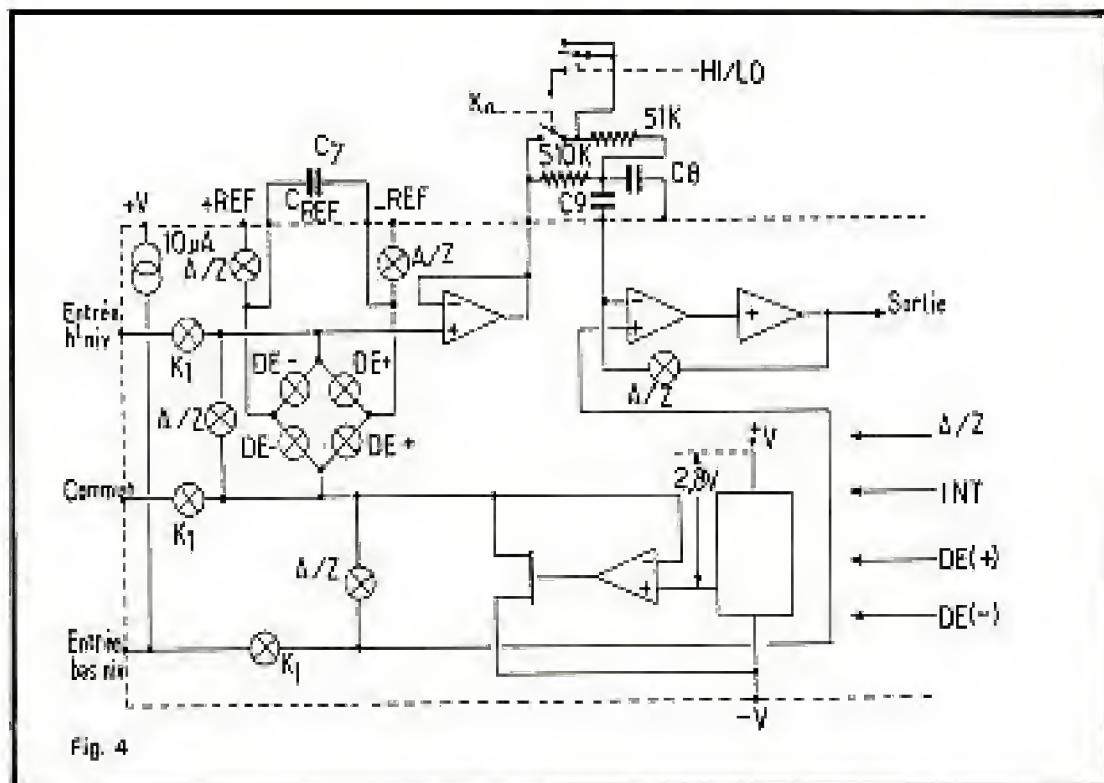 HI/LO
51K
510K
C7
C8
C9
CREF
+V
+REF
-REF
10µA
Δ/Z
Δ/Z
Entrée
ht niv
K1
DE-
DE+
Δ/Z
DE-
DE+
Sortie
Δ/Z
+V
2,8V
Δ/Z
INT
DE(+)
DE(-)
Commun
K1
Δ/Z
Entrée
bas niv
K1
-V
Fig. 4